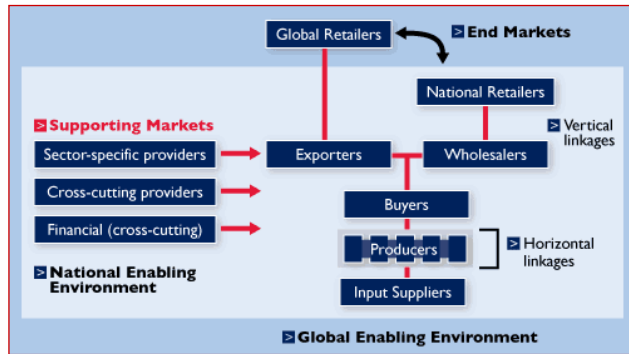 Global Retailers
> End Markets
National Retailers
> Supporting Markets
> Vertical
linkages
Sector-specific providers
Exporters
Wholesalers
Cross-cutting providers
Buyers
Financial (cross-cutting)
Producers
> Horizontal
linkages
> National Enabling
Environment
Input Suppliers
> Global Enabling Environment